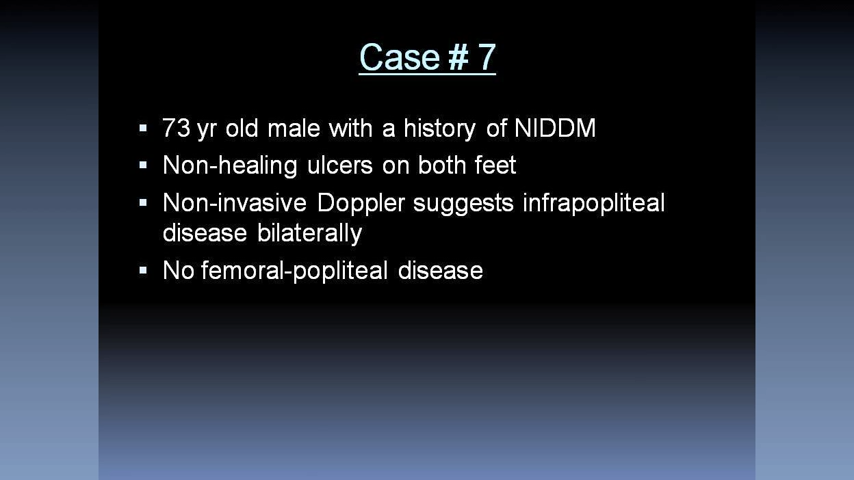 Case # 7
▪ 73 yr old male with a history of NIDDM
▪ Non-healing ulcers on both feet
▪ Non-invasive Doppler suggests infrapopliteal
disease bilaterally
▪ No femoral-popliteal disease